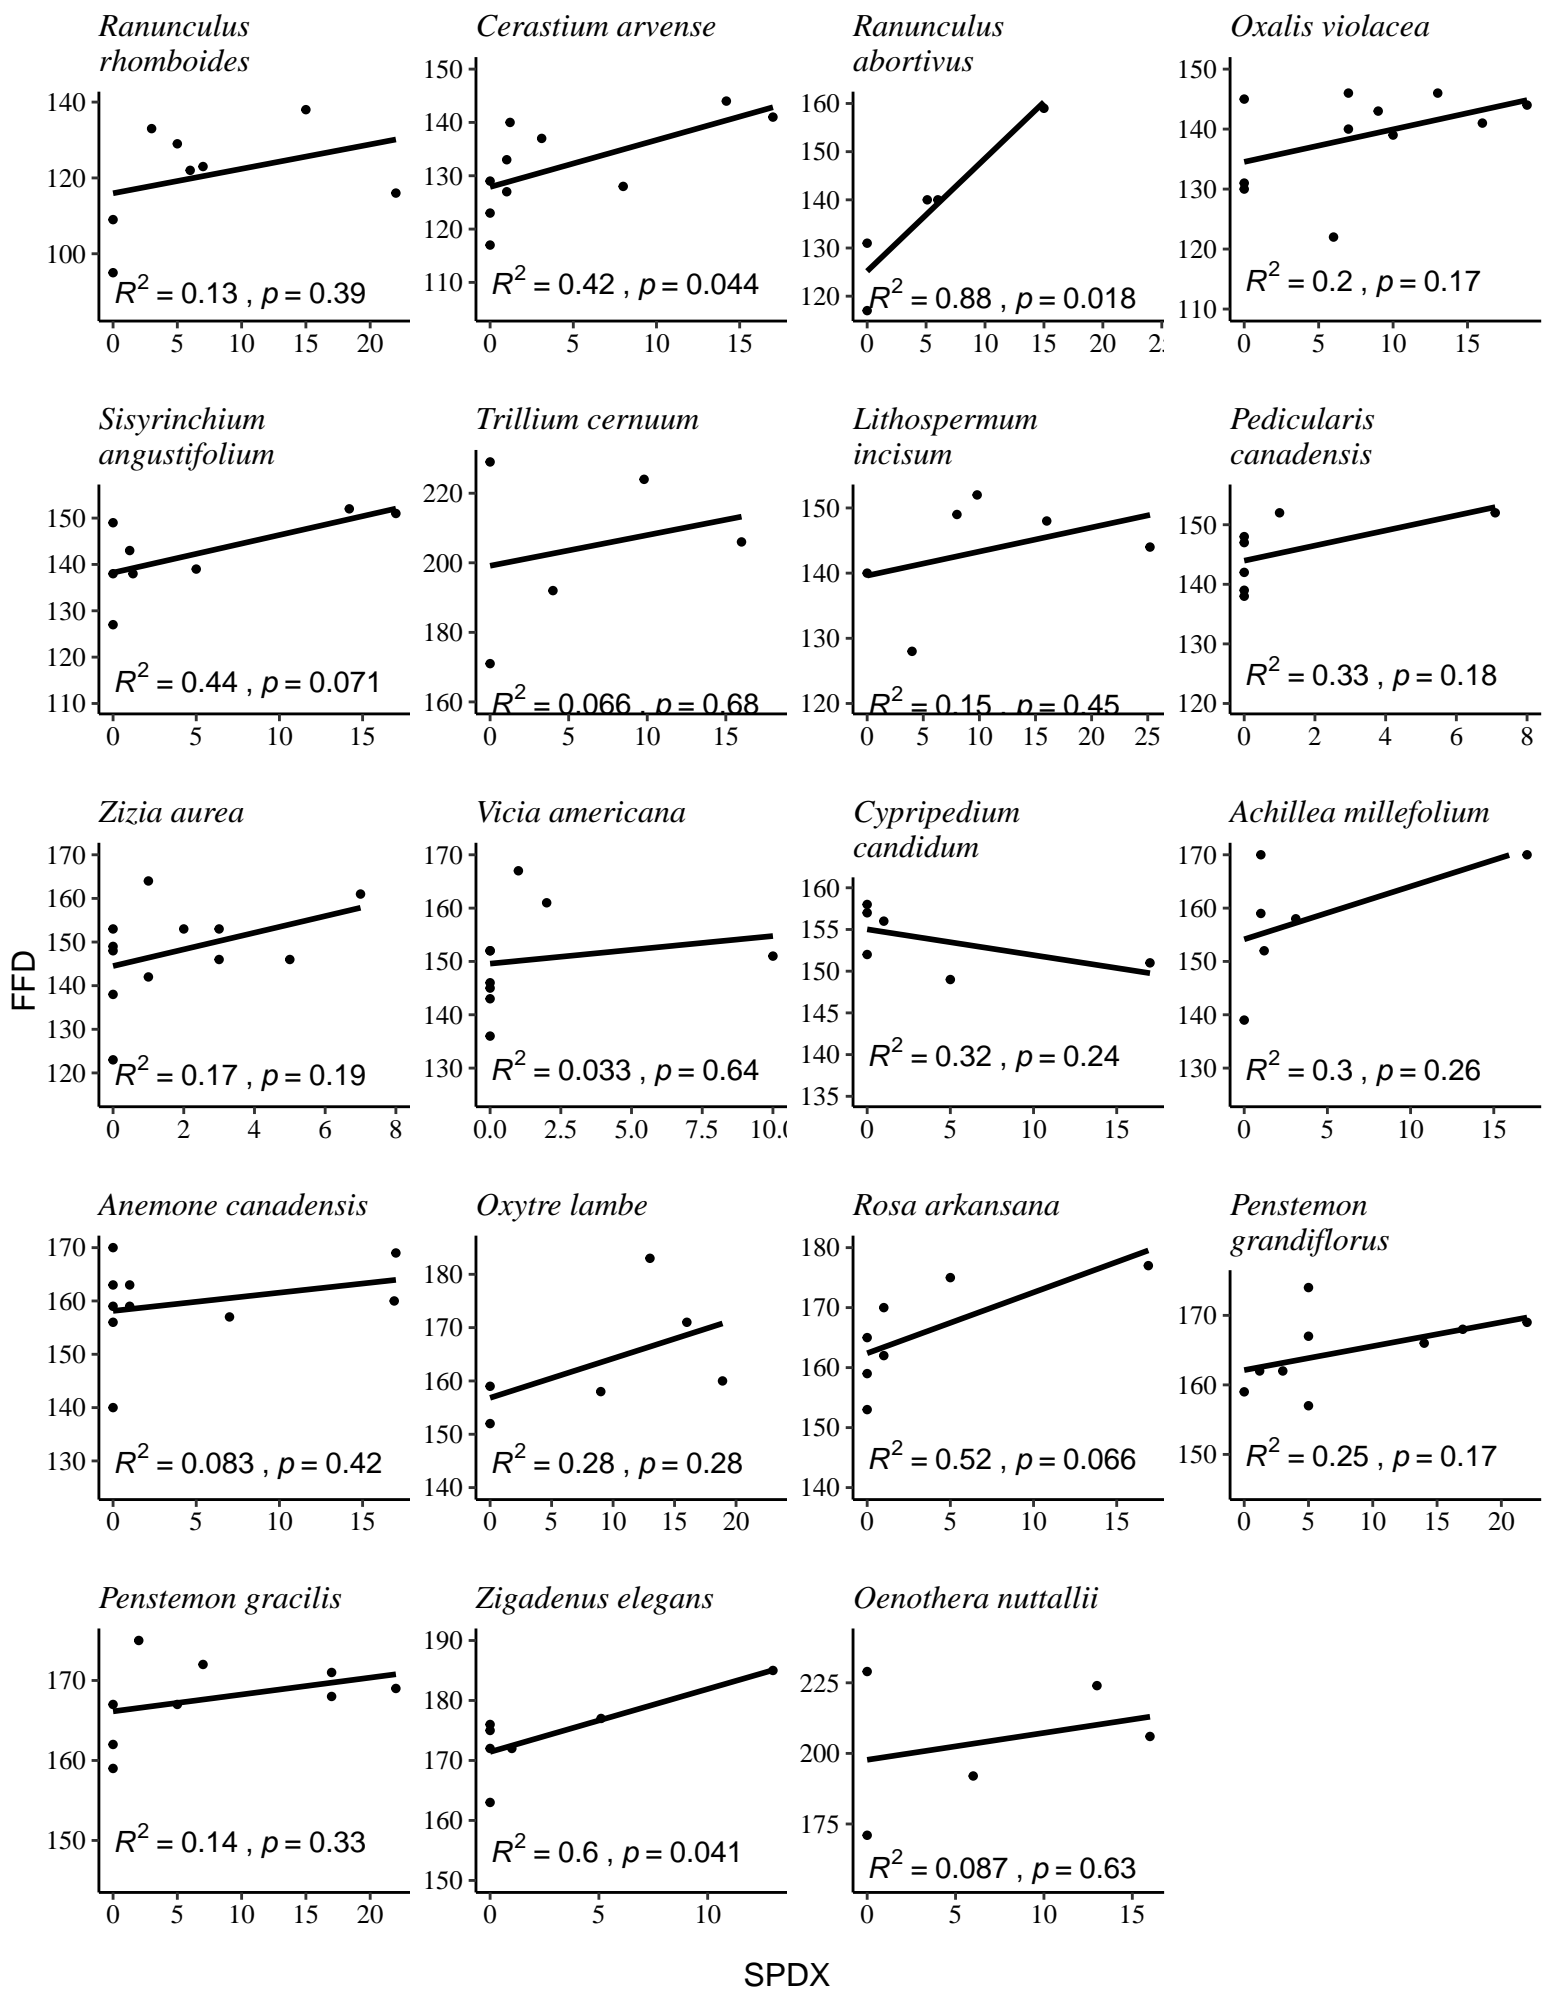 Ranunculus
rhomboides
140
120
100
R2 = 0.13 , p = 0.39
0 5 10 15 20
Cerastium arvense
150
140
130
120
110
R2 = 0.42 , p = 0.044
0 5 10 15
Ranunculus
abortivus
160
150
140
130
120
R2 = 0.88 , p = 0.018
0 5 10 15 20
Oxalis violacea
150
140
130
120
110
R2 = 0.2 , p = 0.17
0 5 10 15
Sisyrinchium
angustifolium
150
140
130
120
110
R2 = 0.44 , p = 0.071
0 5 10 15
Trillium cernuum
220
200
180
160
R2 = 0.066 , p = 0.68
0 5 10 15
Lithospermum
incisum
150
140
130
120
R2 = 0.15 , p = 0.45
0 5 10 15 20 25
Pedicularis
canadensis
150
140
130
120
R2 = 0.33 , p = 0.18
0 2 4 6 8
FFD
Zizia aurea
170
160
150
140
130
120
R2 = 0.17 , p = 0.19
0 2 4 6 8
Vicia americana
170
160
150
140
130
R2 = 0.033 , p = 0.64
0.0 2.5 5.0 7.5 10.0
Cypripedium
candidum
160
155
150
145
140
135
R2 = 0.32 , p = 0.24
0 5 10 15
Achillea millefolium
170
160
150
140
130
R2 = 0.3 , p = 0.26
0 5 10 15
Anemone canadensis
170
160
150
140
130
R2 = 0.083 , p = 0.42
0 5 10 15
Oxytre lambe
180
170
160
150
140
R2 = 0.28 , p = 0.28
0 5 10 15 20
Rosa arkansana
180
170
160
150
140
R2 = 0.52 , p = 0.066
0 5 10 15
Penstemon
grandiflorus
170
160
150
R2 = 0.25 , p = 0.17
0 5 10 15 20
Penstemon gracilis
170
160
150
R2 = 0.14 , p = 0.33
0 5 10 15 20
Zigadenus elegans
190
180
170
160
150
R2 = 0.6 , p = 0.041
0 5 10
Oenothera nuttallii
225
200
175
R2 = 0.087 , p = 0.63
0 5 10 15
SPDX